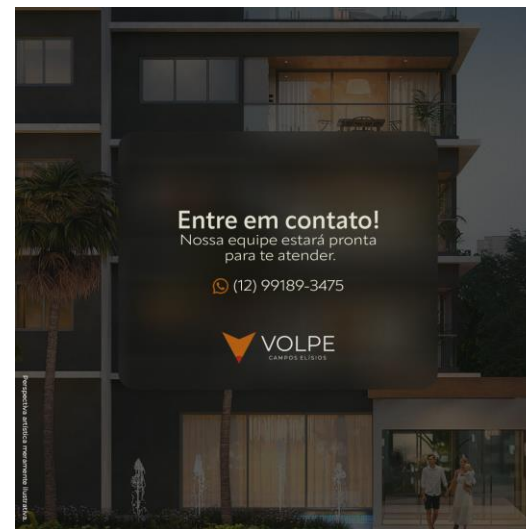 Entre em contato!
Nossa equipe estará pronta
para te atender.
(12) 99189-3475
VOLPE
CAMPOS ELÍSIOS
Perspectiva artística meramente ilustrativa.